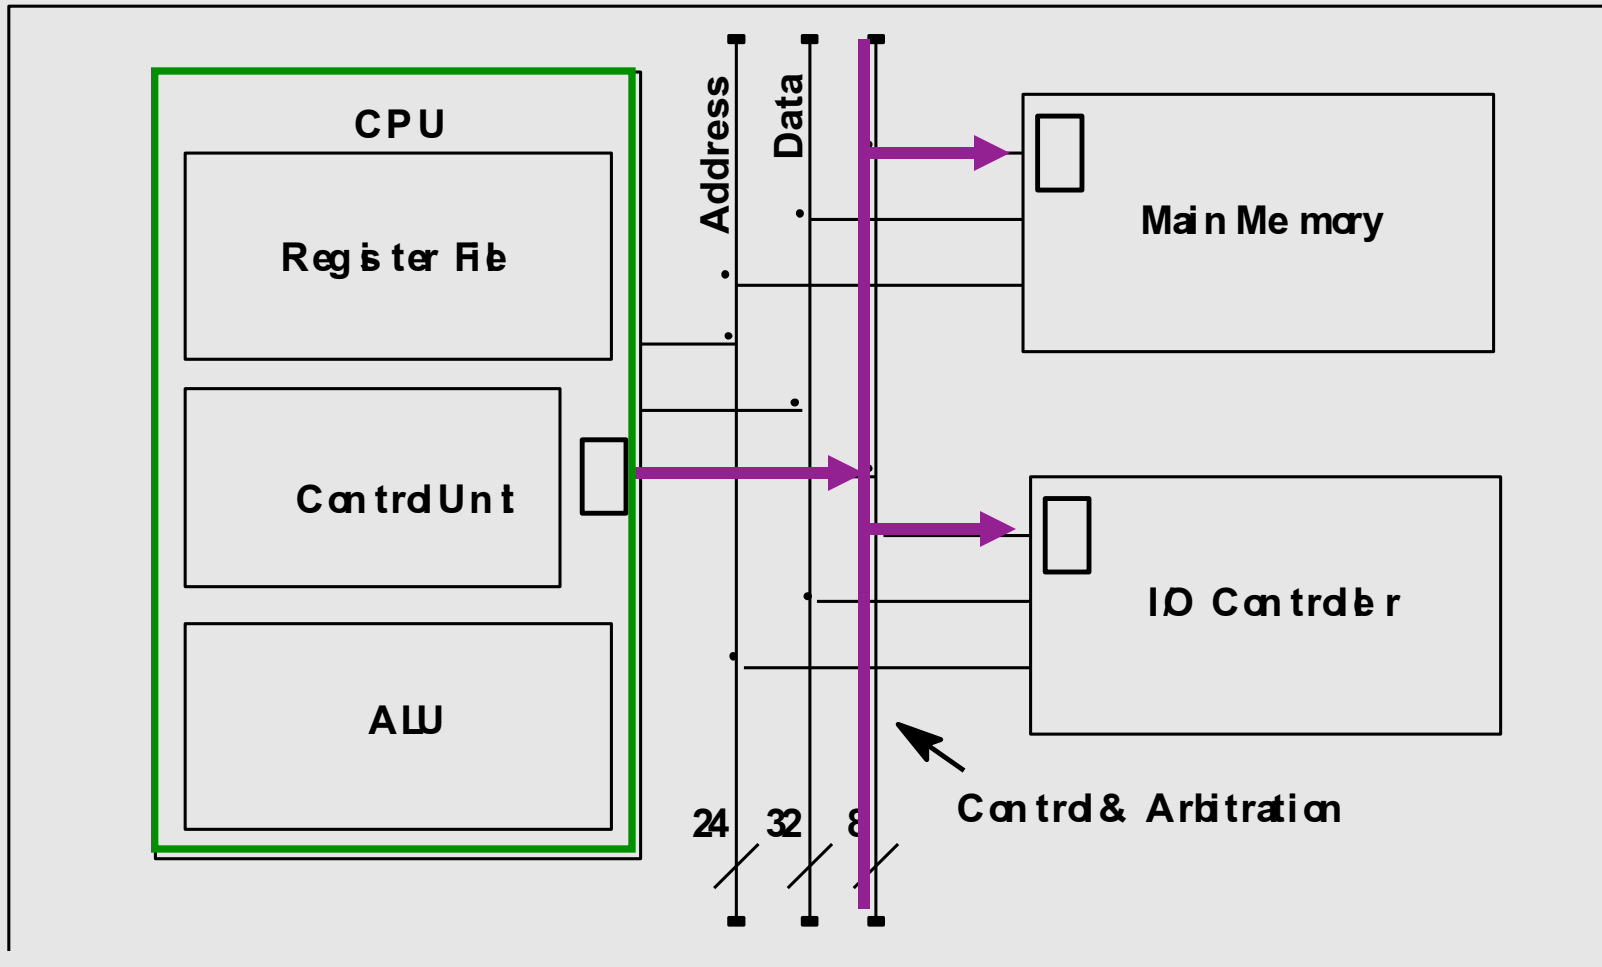 CPU
Register File
Control Unit
ALU
Address
Data
Main Memory
I/O Controller
Control & Arbitration
24
32
8